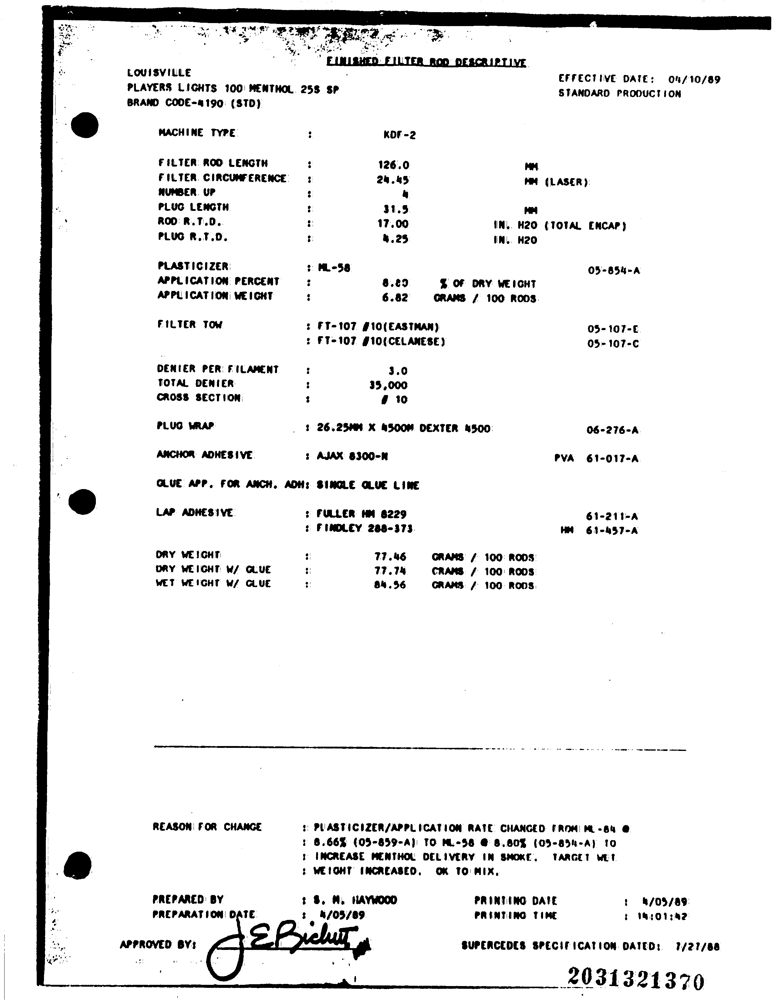 FINISHED FILTER ROD DESCRIPTIVE
LOUISVILLE
EFFECTIVE DATE: 04/10/89
PLAYERS LIGHTS 100 MENTHOL 25S SP
STANDARD PRODUCTION
BRAND CODE-4190 (STD)
MACHINE TYPE : KDF-2
FILTER ROD LENGTH : 126.0 MM
FILTER CIRCUMFERENCE : 24.45 MM (LASER)
NUMBER UP : 4
PLUG LENGTH : 31.5 MM
ROD R.T.D. : 17.00 IN. H2O (TOTAL ENCAP)
PLUG R.T.D. : 4.25 IN. H2O
PLASTICIZER : ML-58 05-854-A
APPLICATION PERCENT : 8.80 % OF DRY WEIGHT
APPLICATION WEIGHT : 6.82 GRAMS / 100 RODS
FILTER TOW : FT-107 #10(EASTMAN) 05-107-E
: FT-107 #10(CELANESE) 05-107-C
DENIER PER FILAMENT : 3.0
TOTAL DENIER : 35,000
CROSS SECTION : # 10
PLUG WRAP : 26.25MM X 4500M DEXTER 4500 06-276-A
ANCHOR ADHESIVE : AJAX 8300-N PVA 61-017-A
GLUE APP. FOR ANCH. ADH: SINGLE GLUE LINE
LAP ADHESIVE : FULLER HM 8229 61-211-A
: FINDLEY 288-373 HM 61-457-A
DRY WEIGHT : 77.46 GRAMS / 100 RODS
DRY WEIGHT W/ GLUE : 77.74 GRAMS / 100 RODS
WET WEIGHT W/ GLUE : 84.56 GRAMS / 100 RODS
REASON FOR CHANGE : PLASTICIZER/APPLICATION RATE CHANGED FROM ML-84 @
: 8.66% (05-859-A) TO ML-58 @ 8.80% (05-854-A) TO
: INCREASE MENTHOL DELIVERY IN SMOKE. TARGET WET
: WEIGHT INCREASED. OK TO MIX.
PREPARED BY : S. M. HAYWOOD PRINTING DATE : 4/05/89
PREPARATION DATE : 4/05/89 PRINTING TIME : 14:01:42
APPROVED BY: SUPERCEDES SPECIFICATION DATED: 7/27/88
2031321370